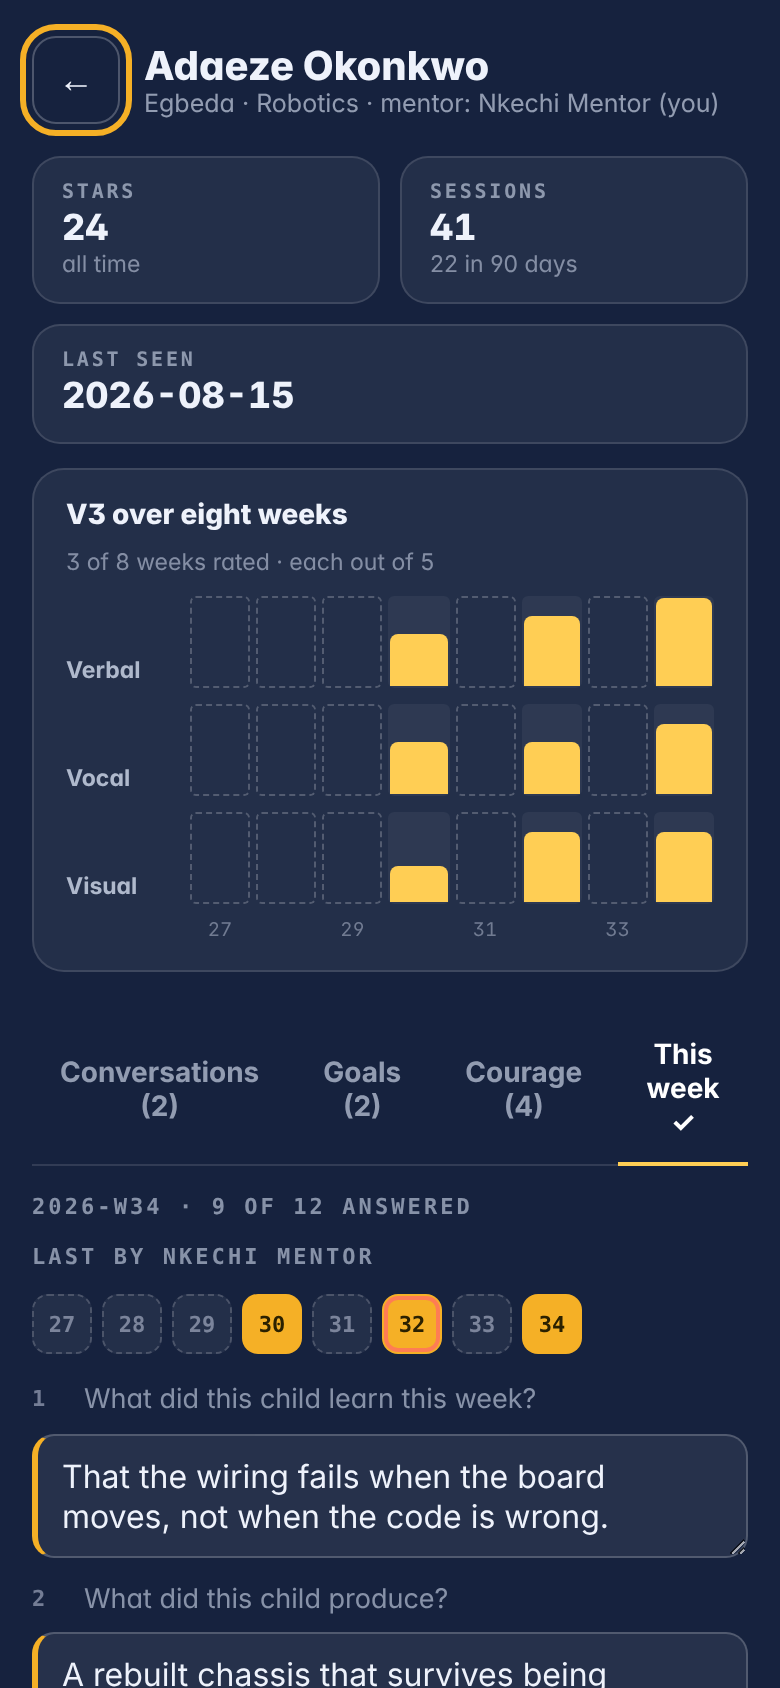 ←
Adaeze Okonkwo
Egbeda · Robotics · mentor: Nkechi Mentor (you)
STARS
24
all time
SESSIONS
41
22 in 90 days
LAST SEEN
2026-08-15
V3 over eight weeks
3 of 8 weeks rated · each out of 5
Verbal
Vocal
Visual
27 29 31 33
Conversations
(2)
Goals
(2)
Courage
(4)
This
week
✓
2026-W34 · 9 OF 12 ANSWERED
LAST BY NKECHI MENTOR
27 28 29 30 31 32 33 34
1 What did this child learn this week?
That the wiring fails when the board
moves, not when the code is wrong.
2 What did this child produce?
A rebuilt chassis that survives being